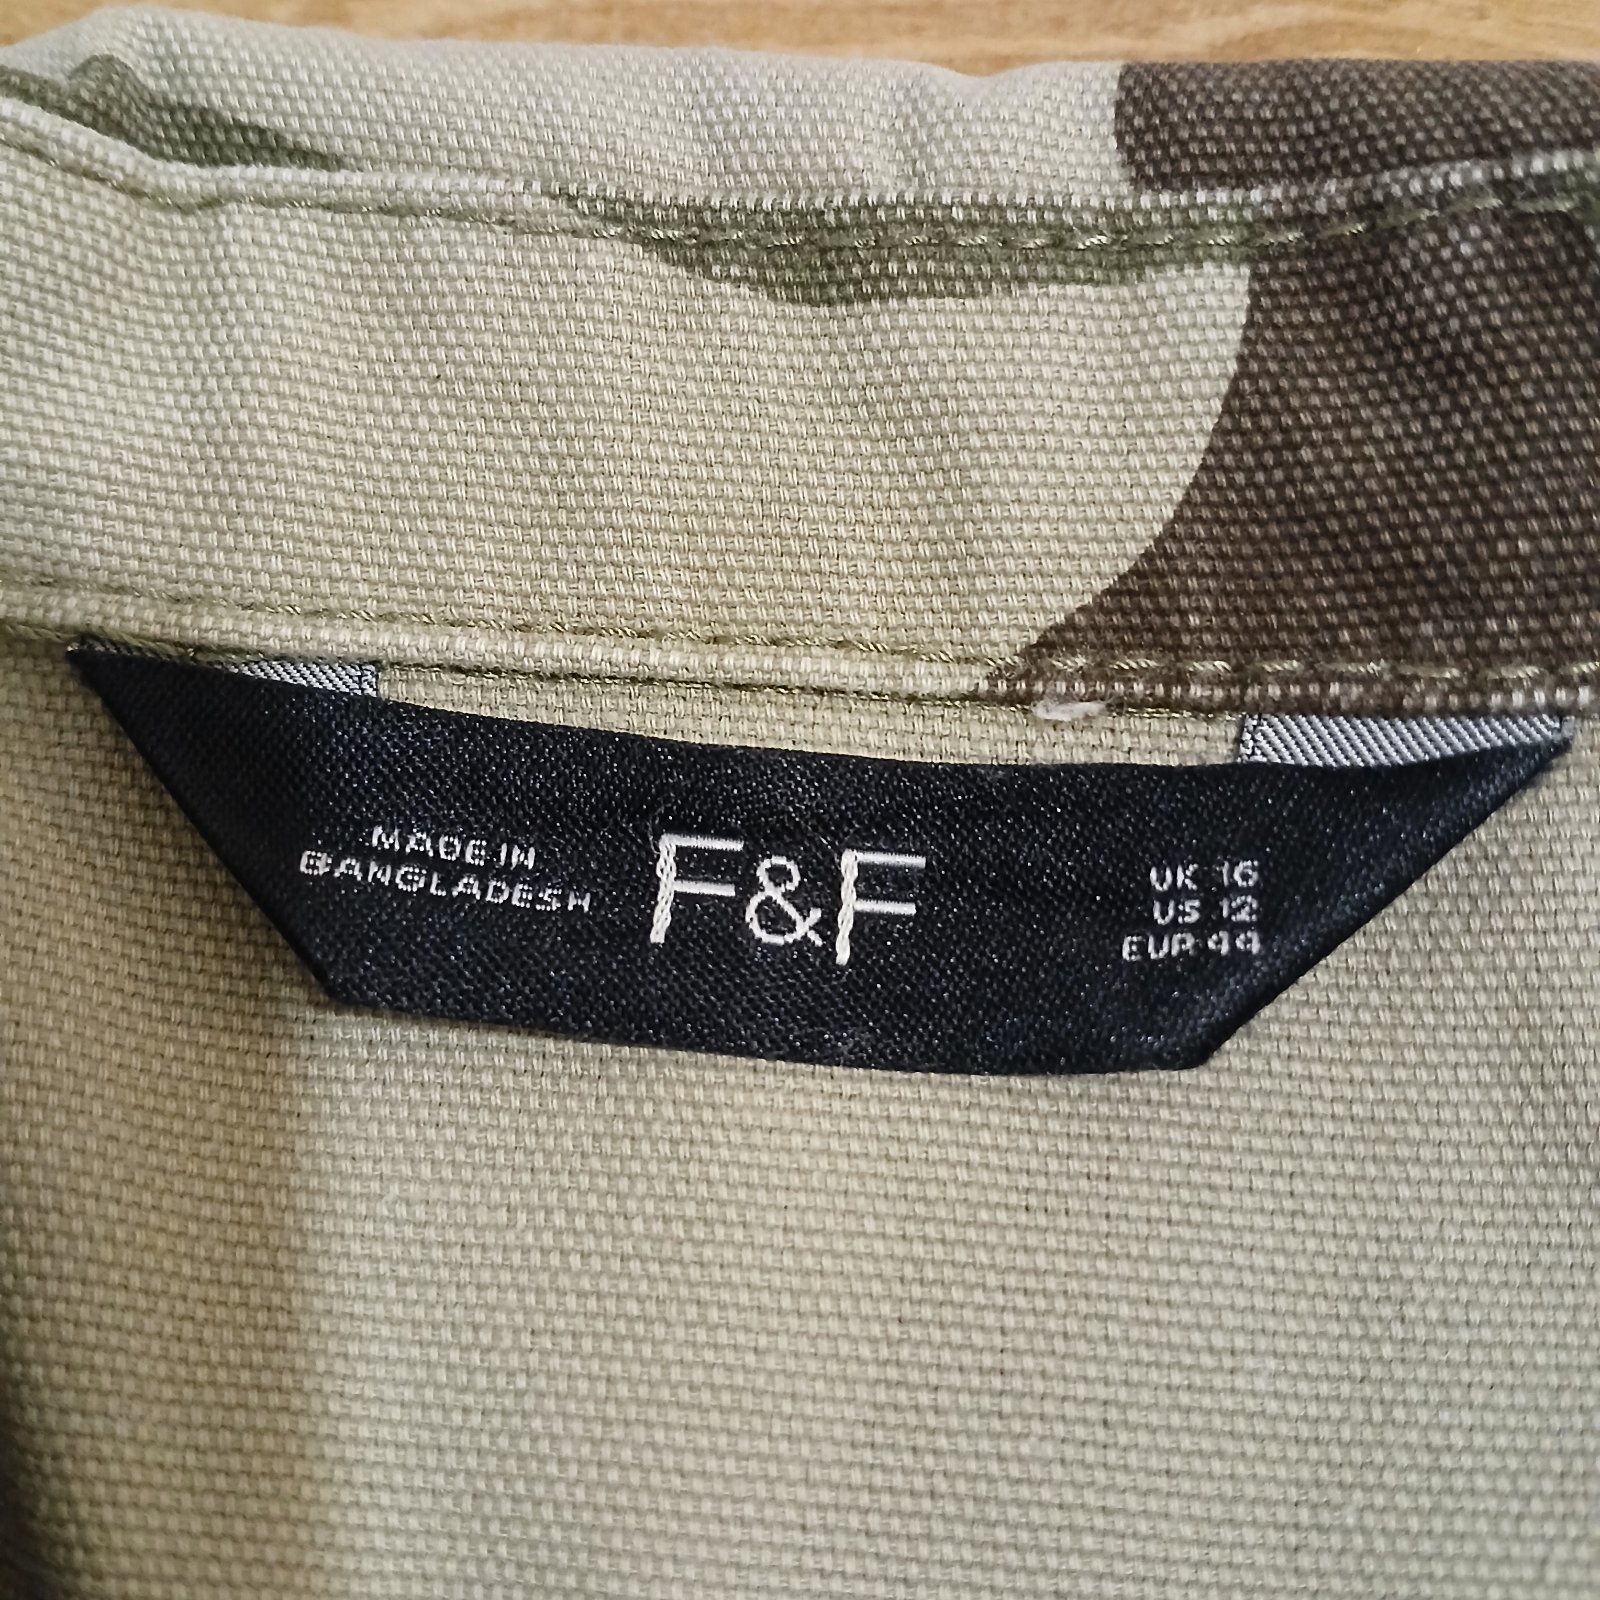 MADE IN
BANGLADESH
F&F
UK 16
US 12
EUR 44